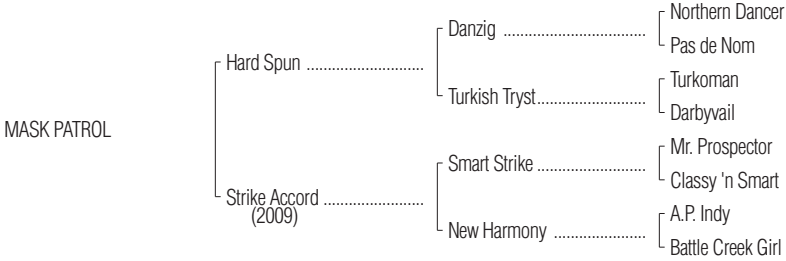 Northern Dancer
Danzig ................................
Pas de Nom
Hard Spun ..........................
Turkoman
Turkish Tryst........................
Darbyvail
MASK PATROL
Mr. Prospector
Smart Strike ........................
Classy 'n Smart
Strike Accord ......................
(2009)
A.P. Indy
New Harmony .....................
Battle Creek Girl